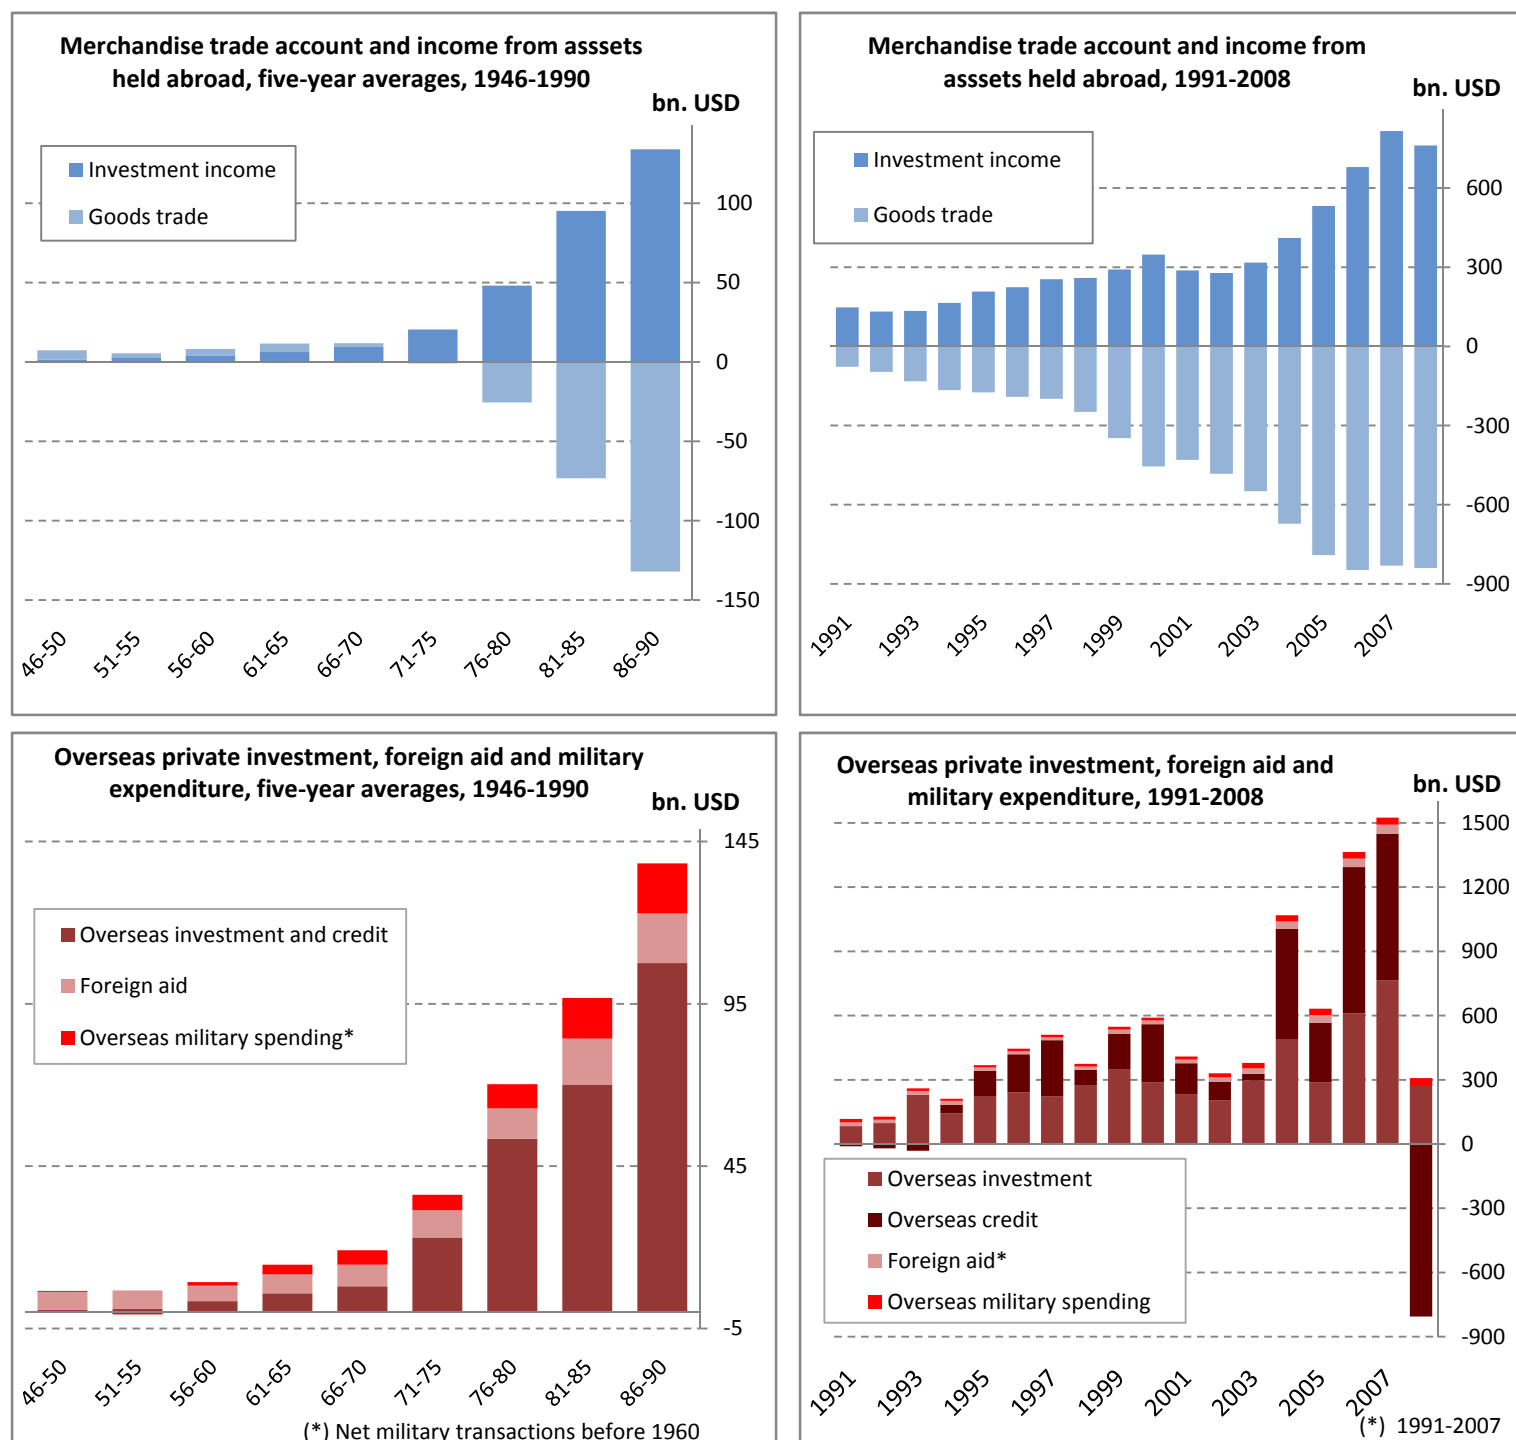 Merchandise trade account and income from asssets
held abroad, five-year averages, 1946-1990
bn. USD
Investment income
Goods trade
100
50
0
-50
-100
-150
46-50
51-55
56-60
61-65
66-70
71-75
76-80
81-85
86-90
Merchandise trade account and income from
asssets held abroad, 1991-2008
bn. USD
Investment income
Goods trade
600
300
0
-300
-600
-900
1991
1993
1995
1997
1999
2001
2003
2005
2007
Overseas private investment, foreign aid and military
expenditure, five-year averages, 1946-1990
bn. USD
145
Overseas investment and credit
Foreign aid
Overseas military spending*
95
45
-5
46-50
51-55
56-60
61-65
66-70
71-75
76-80
81-85
86-90
(*) Net military transactions before 1960
Overseas private investment, foreign aid and
military expenditure, 1991-2008
bn. USD
1500
1200
900
600
300
0
-300
-600
-900
Overseas investment
Overseas credit
Foreign aid*
Overseas military spending
1991
1993
1995
1997
1999
2001
2003
2005
2007
(*) 1991-2007